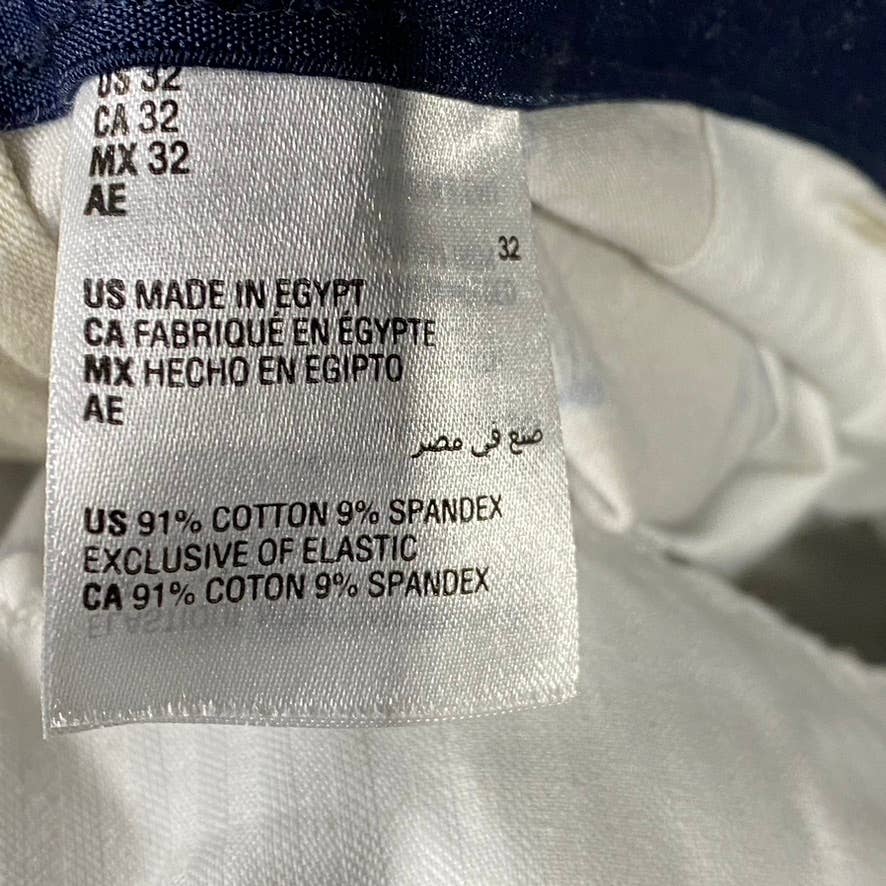 US 32
CA 32
MX 32
AE
32
US MADE IN EGYPT
CA FABRIQUÉ EN ÉGYPTE
MX HECHO EN EGIPTO
AE
صنع في مصر
US 91% COTTON 9% SPANDEX
EXCLUSIVE OF ELASTIC
CA 91% COTON 9% SPANDEX